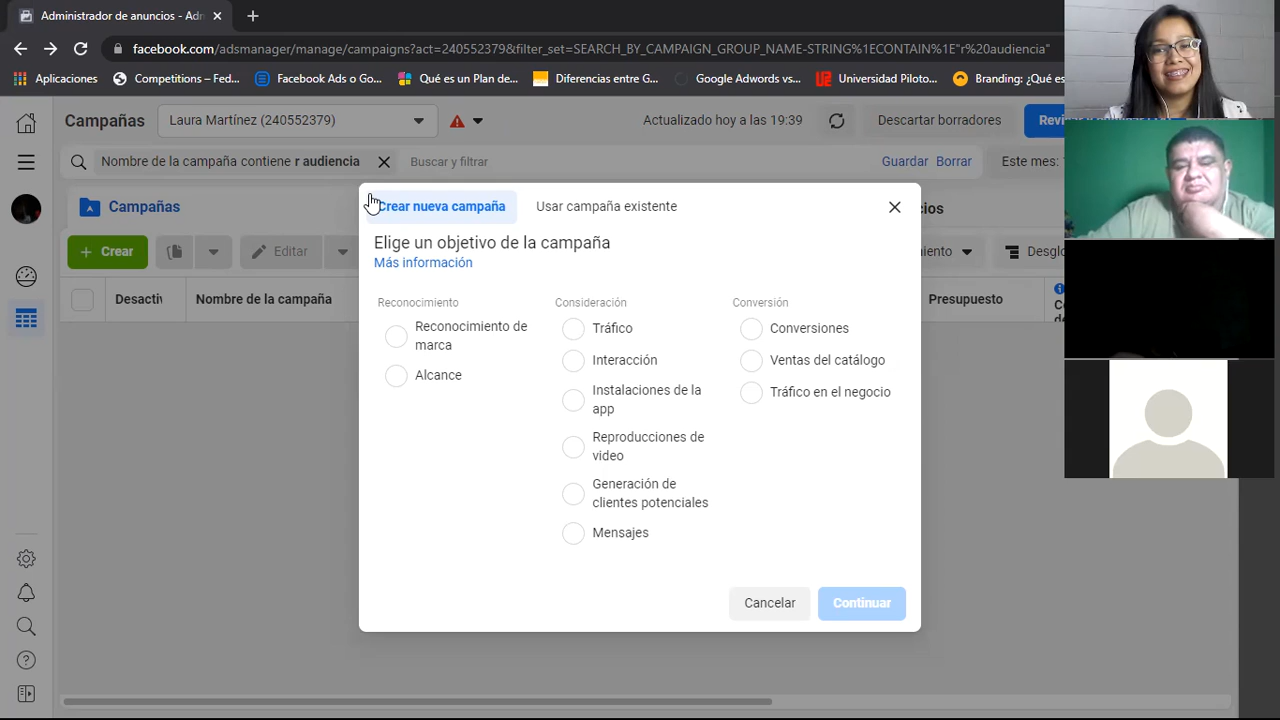 Administrador de anuncios - Adm
facebook.com/adsmanager/manage/campaigns?act=240552379&filter_set=SEARCH_BY_CAMPAIGN_GROUP_NAME-STRING%1ECONTAIN%1E"r%20audiencia"
Aplicaciones
Competitions – Fed...
Facebook Ads o Go...
Qué es un Plan de...
Diferencias entre G...
Google Adwords vs...
Universidad Piloto...
Branding: ¿Qué es
Campañas
Laura Martínez (240552379)
Actualizado hoy a las 19:39
Descartar borradores
Nombre de la campaña contiene r audiencia
Buscar y filtrar
Guardar Borrar
Este mes:
Campañas
Crear nueva campaña
Usar campaña existente
+ Crear
Editar
Elige un objetivo de la campaña
Más información
Desglo
Desactiv
Nombre de la campaña
Presupuesto
Reconocimiento
Reconocimiento de
marca
Alcance
Consideración
Tráfico
Interacción
Instalaciones de la
app
Reproducciones de
video
Generación de
clientes potenciales
Mensajes
Conversión
Conversiones
Ventas del catálogo
Tráfico en el negocio
Cancelar
Continuar